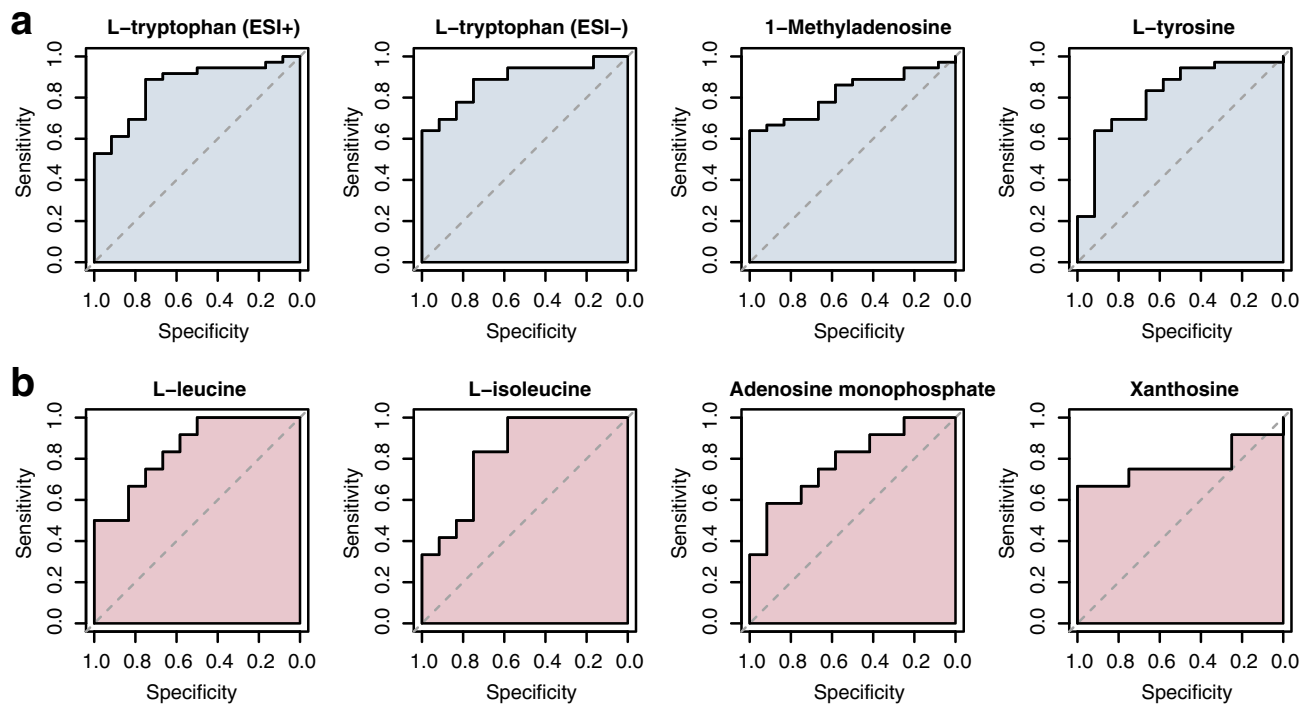 a
L−tryptophan (ESI+)
L−tryptophan (ESI−)
1−Methyladenosine
L−tyrosine
Sensitivity
0.0 0.2 0.4 0.6 0.8 1.0
Sensitivity
0.0 0.2 0.4 0.6 0.8 1.0
Sensitivity
0.0 0.2 0.4 0.6 0.8 1.0
Sensitivity
0.0 0.2 0.4 0.6 0.8 1.0
1.0 0.8 0.6 0.4 0.2 0.0
1.0 0.8 0.6 0.4 0.2 0.0
1.0 0.8 0.6 0.4 0.2 0.0
1.0 0.8 0.6 0.4 0.2 0.0
Specificity
Specificity
Specificity
Specificity
b
L−leucine
L−isoleucine
Adenosine monophosphate
Xanthosine
Sensitivity
0.0 0.2 0.4 0.6 0.8 1.0
Sensitivity
0.0 0.2 0.4 0.6 0.8 1.0
Sensitivity
0.0 0.2 0.4 0.6 0.8 1.0
Sensitivity
0.0 0.2 0.4 0.6 0.8 1.0
1.0 0.8 0.6 0.4 0.2 0.0
1.0 0.8 0.6 0.4 0.2 0.0
1.0 0.8 0.6 0.4 0.2 0.0
1.0 0.8 0.6 0.4 0.2 0.0
Specificity
Specificity
Specificity
Specificity